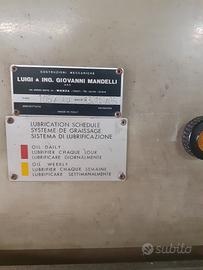 COSTRUZIONI MECCANICHE
LUIGI & ING. GIOVANNI MANDELLI
MONZA
LUBRICATION SCHEDULE
SYSTEME DE GRAISSAGE
SISTEMA DI LUBRIFICAZIONE
OIL DAILY
LUBRIFIER CHAQUE JOUR
LUBRIFICARE GIORNALMENTE
OIL WEEKLY
LUBRIFIER CHAQUE SEMAINE
LUBRIFICARE SETTIMANALMENTE
subito